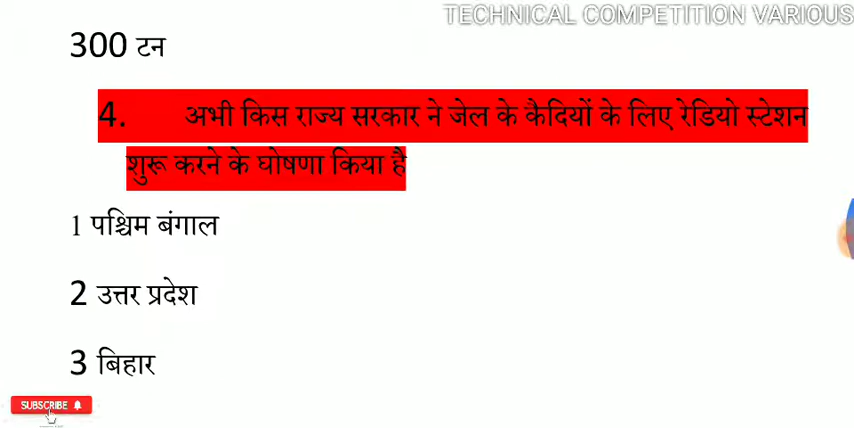 TECHNICAL COMPETITION VARIOUS
300 टन
4. अभी किस राज्य सरकार ने जेल के कैदियों के लिए रेडियो स्टेशन
शुरू करने के घोषणा किया है
1 पश्चिम बंगाल
2 उत्तर प्रदेश
3 बिहार
SUBSCRIBE